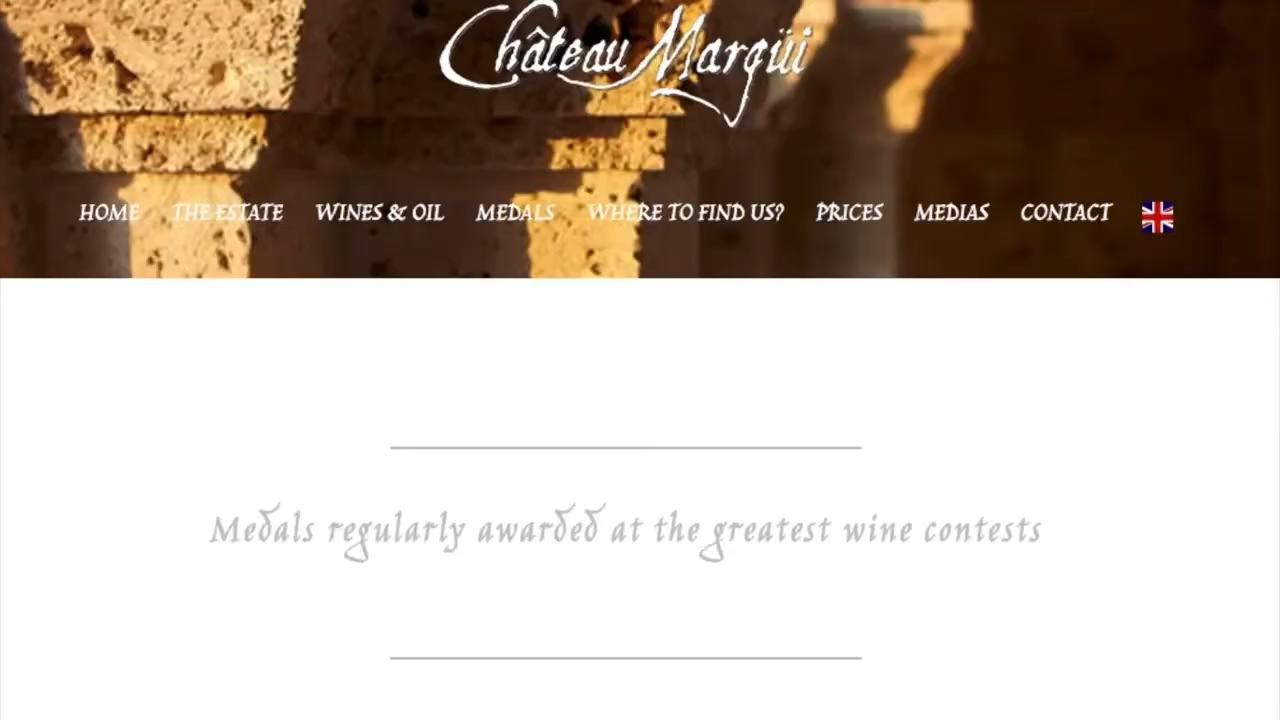 Château Margüi
HOME THE ESTATE WINES & OIL MEDALS WHERE TO FIND US? PRICES MEDIAS CONTACT
Medals regularly awarded at the greatest wine contests